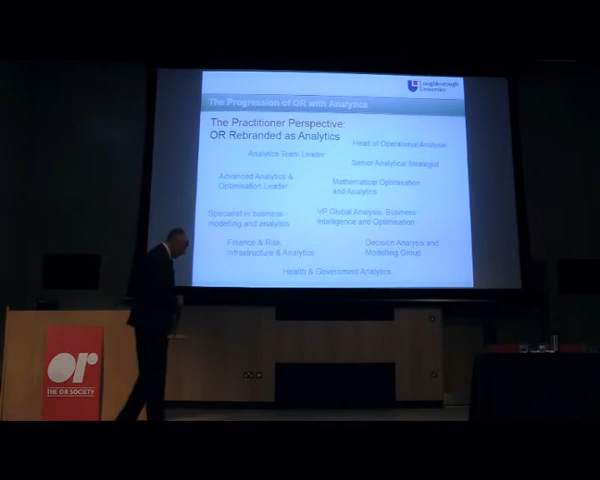 Loughborough
University
The Progression of OR with Analytics
The Practitioner Perspective:
OR Rebranded as Analytics
Head of Operational Analysis
Analytics Team Leader
Senior Analytical Strategist
Advanced Analytics &
Optimisation Leader
Mathematical Optimisation
and Analytics
Specialist in business
modelling and analytics
VP Global Analysis, Business
Intelligence and Optimisation
Finance & Risk,
Infrastructure & Analytics
Decision Analysis and
Modelling Group
Health & Government Analytics
or
THE OR SOCIETY